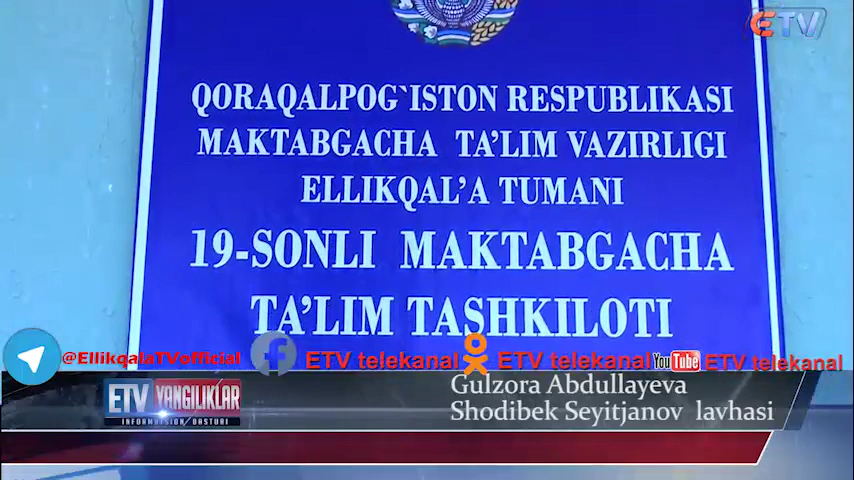 ETV
QORAQALPOG`ISTON RESPUBLIKASI
MAKTABGACHA TA'LIM VAZIRLIGI
ELLIKQAL'A TUMANI
19-SONLI MAKTABGACHA
TA'LIM TASHKILOTI
@EllikqalaTVofficial
ETV telekanal
ETV telekanal
YouTube
ETV telekanal
Gulzora Abdullayeva
Shodibek Seyitjanov lavhasi
ETV YANGILIKLAR
INFORMATSION DASTURI